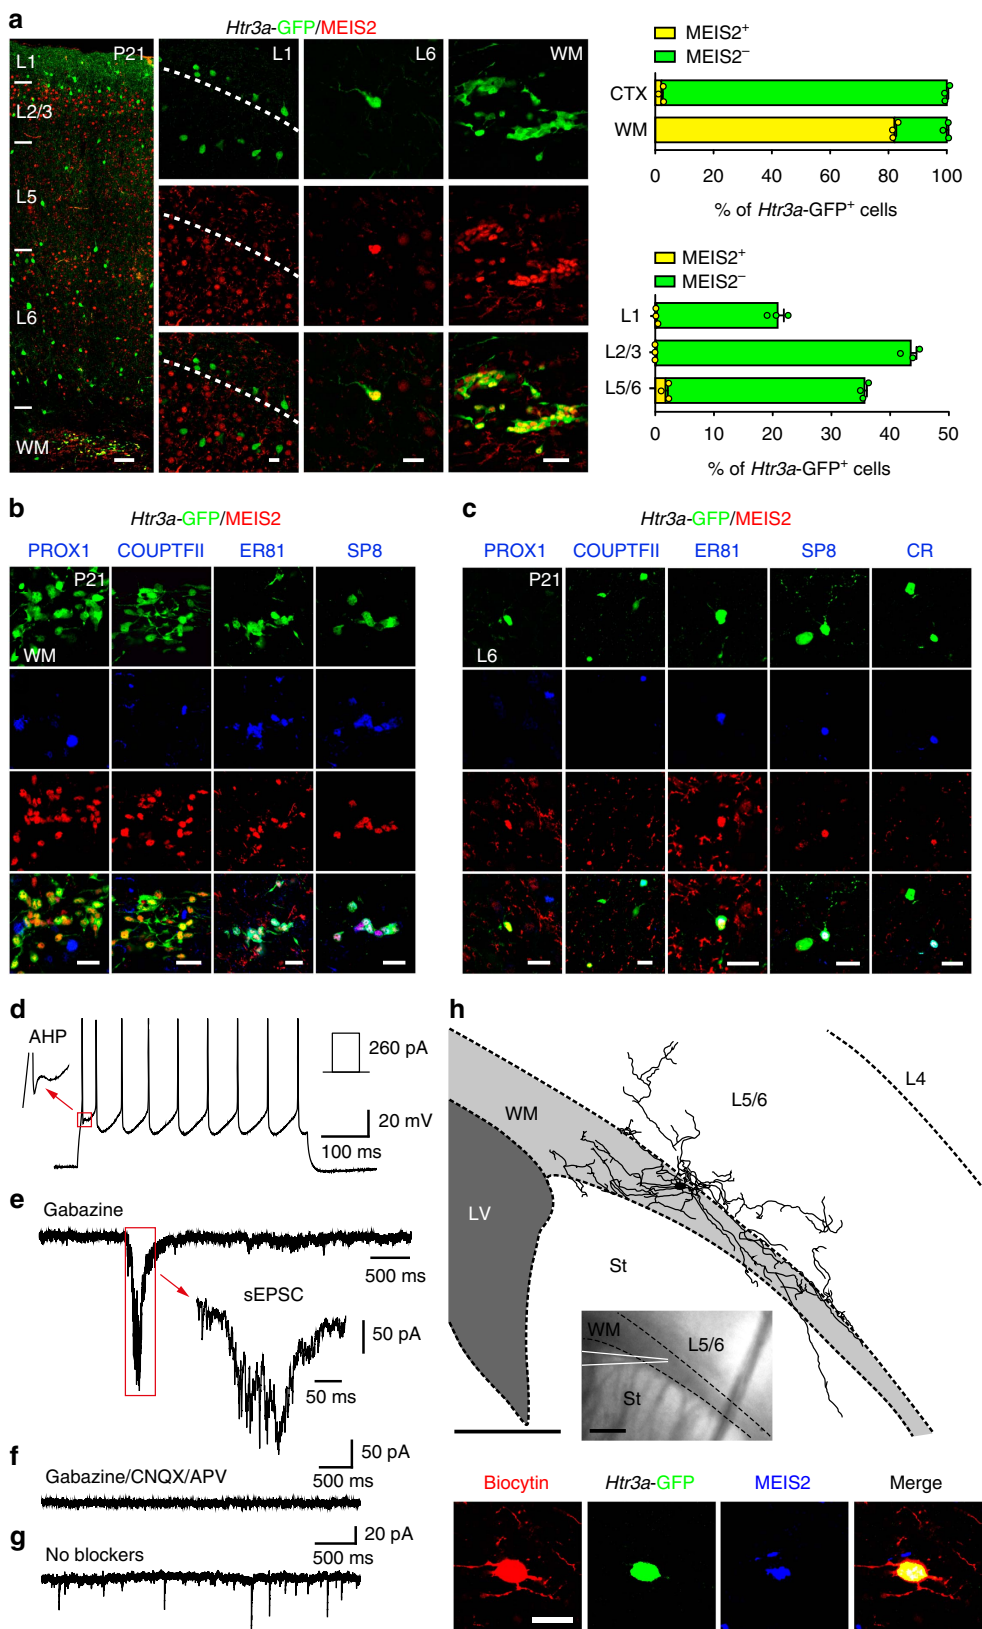 a
Htr3a-GFP/MEIS2
P21
L1
L2/3
L5
L6
WM
L1
L6
WM
MEIS2+
MEIS2−
CTX
WM
0 20 40 60 80 100
% of Htr3a-GFP+ cells
MEIS2+
MEIS2−
L1
L2/3
L5/6
0 10 20 30 40 50
% of Htr3a-GFP+ cells
b
Htr3a-GFP/MEIS2
PROX1 COUPTFII ER81 SP8
P21
WM
c
Htr3a-GFP/MEIS2
PROX1 COUPTFII ER81 SP8 CR
P21
L6
d
AHP
260 pA
20 mV
100 ms
e
Gabazine
500 ms
sEPSC
50 pA
50 ms
50 pA
500 ms
f
Gabazine/CNQX/APV
20 pA
500 ms
g
No blockers
h
L4
L5/6
WM
LV
St
WM
L5/6
St
Biocytin Htr3a-GFP MEIS2 Merge